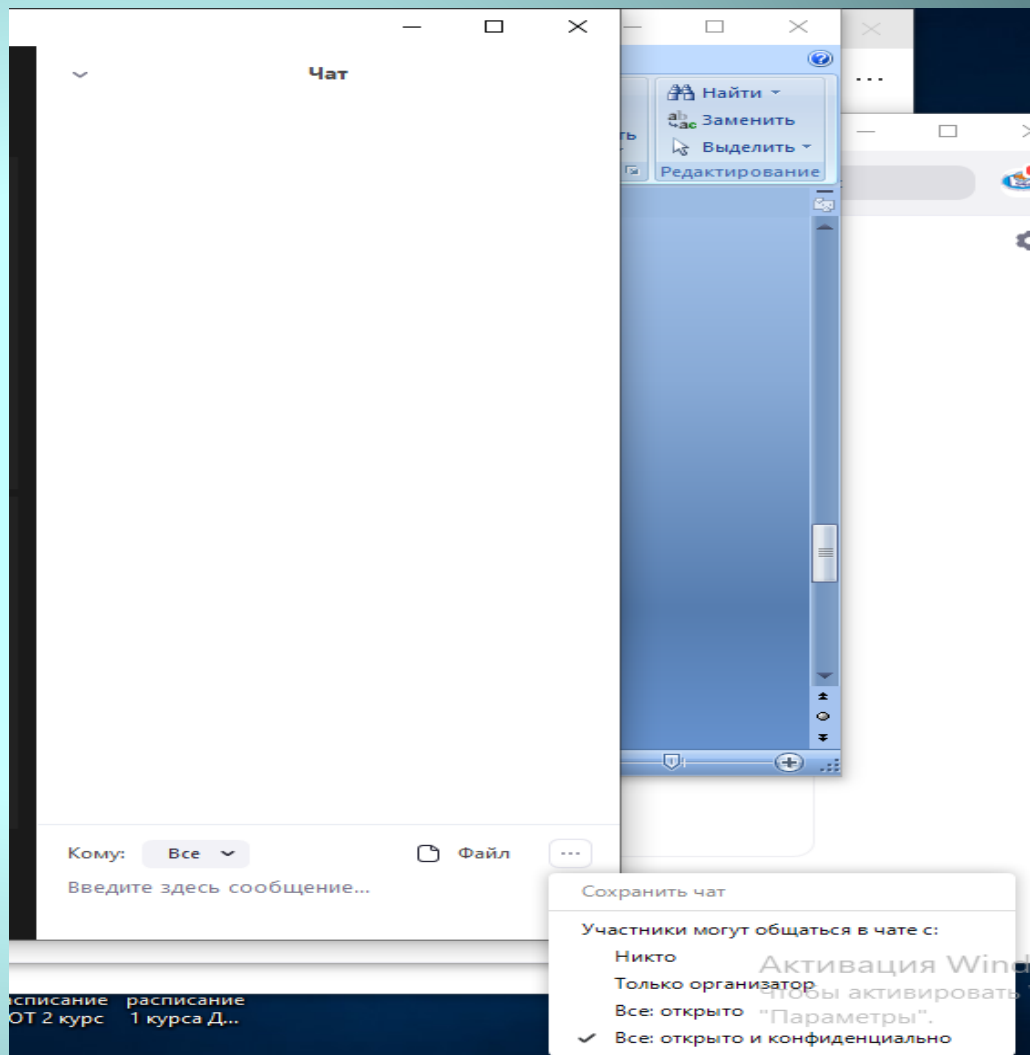 Чат
Найти
Заменить
Выделить
Редактирование
Кому: Все
Файл
Введите здесь сообщение...
Сохранить чат
Участники могут общаться в чате с:
Никто
Только организатор
Все: открыто
Все: открыто и конфиденциально
Активация Wind
Чтобы активировать
"Параметры".
расписание
ОТ 2 курс
1 курса Д...